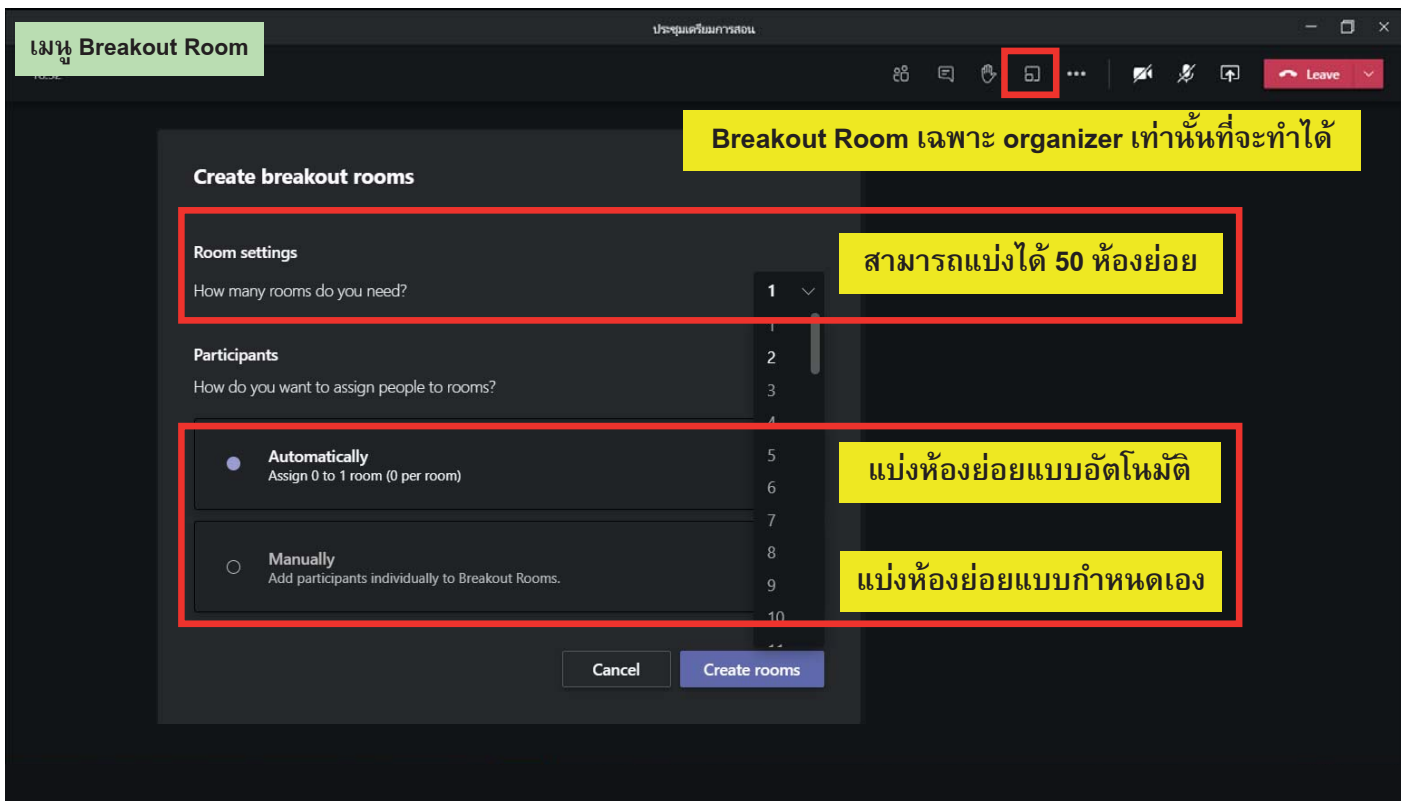 ประชุมเตรียมการสอน
เมนู Breakout Room
Leave
Breakout Room เฉพาะ organizer เท่านั้นที่จะทำได้
Create breakout rooms
Room settings
สามารถแบ่งได้ 50 ห้องย่อย
How many rooms do you need?
1
1
Participants
2
How do you want to assign people to rooms?
3
4
Automatically
5
แบ่งห้องย่อยแบบอัตโนมัติ
Assign 0 to 1 room (0 per room)
6
7
Manually
8
Add participants individually to Breakout Rooms.
9
แบ่งห้องย่อยแบบกำหนดเอง
10
11
Cancel
Create rooms